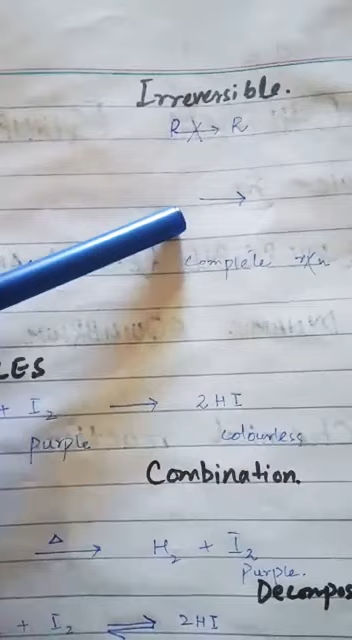 Irreversible.
R X→ R
→
complete rxn
LES
+ I₂ → 2HI
purple colourless
Combination.
Δ→ H₂ + I₂
purple.
Decompos
+ I₂ ⇌ 2HI